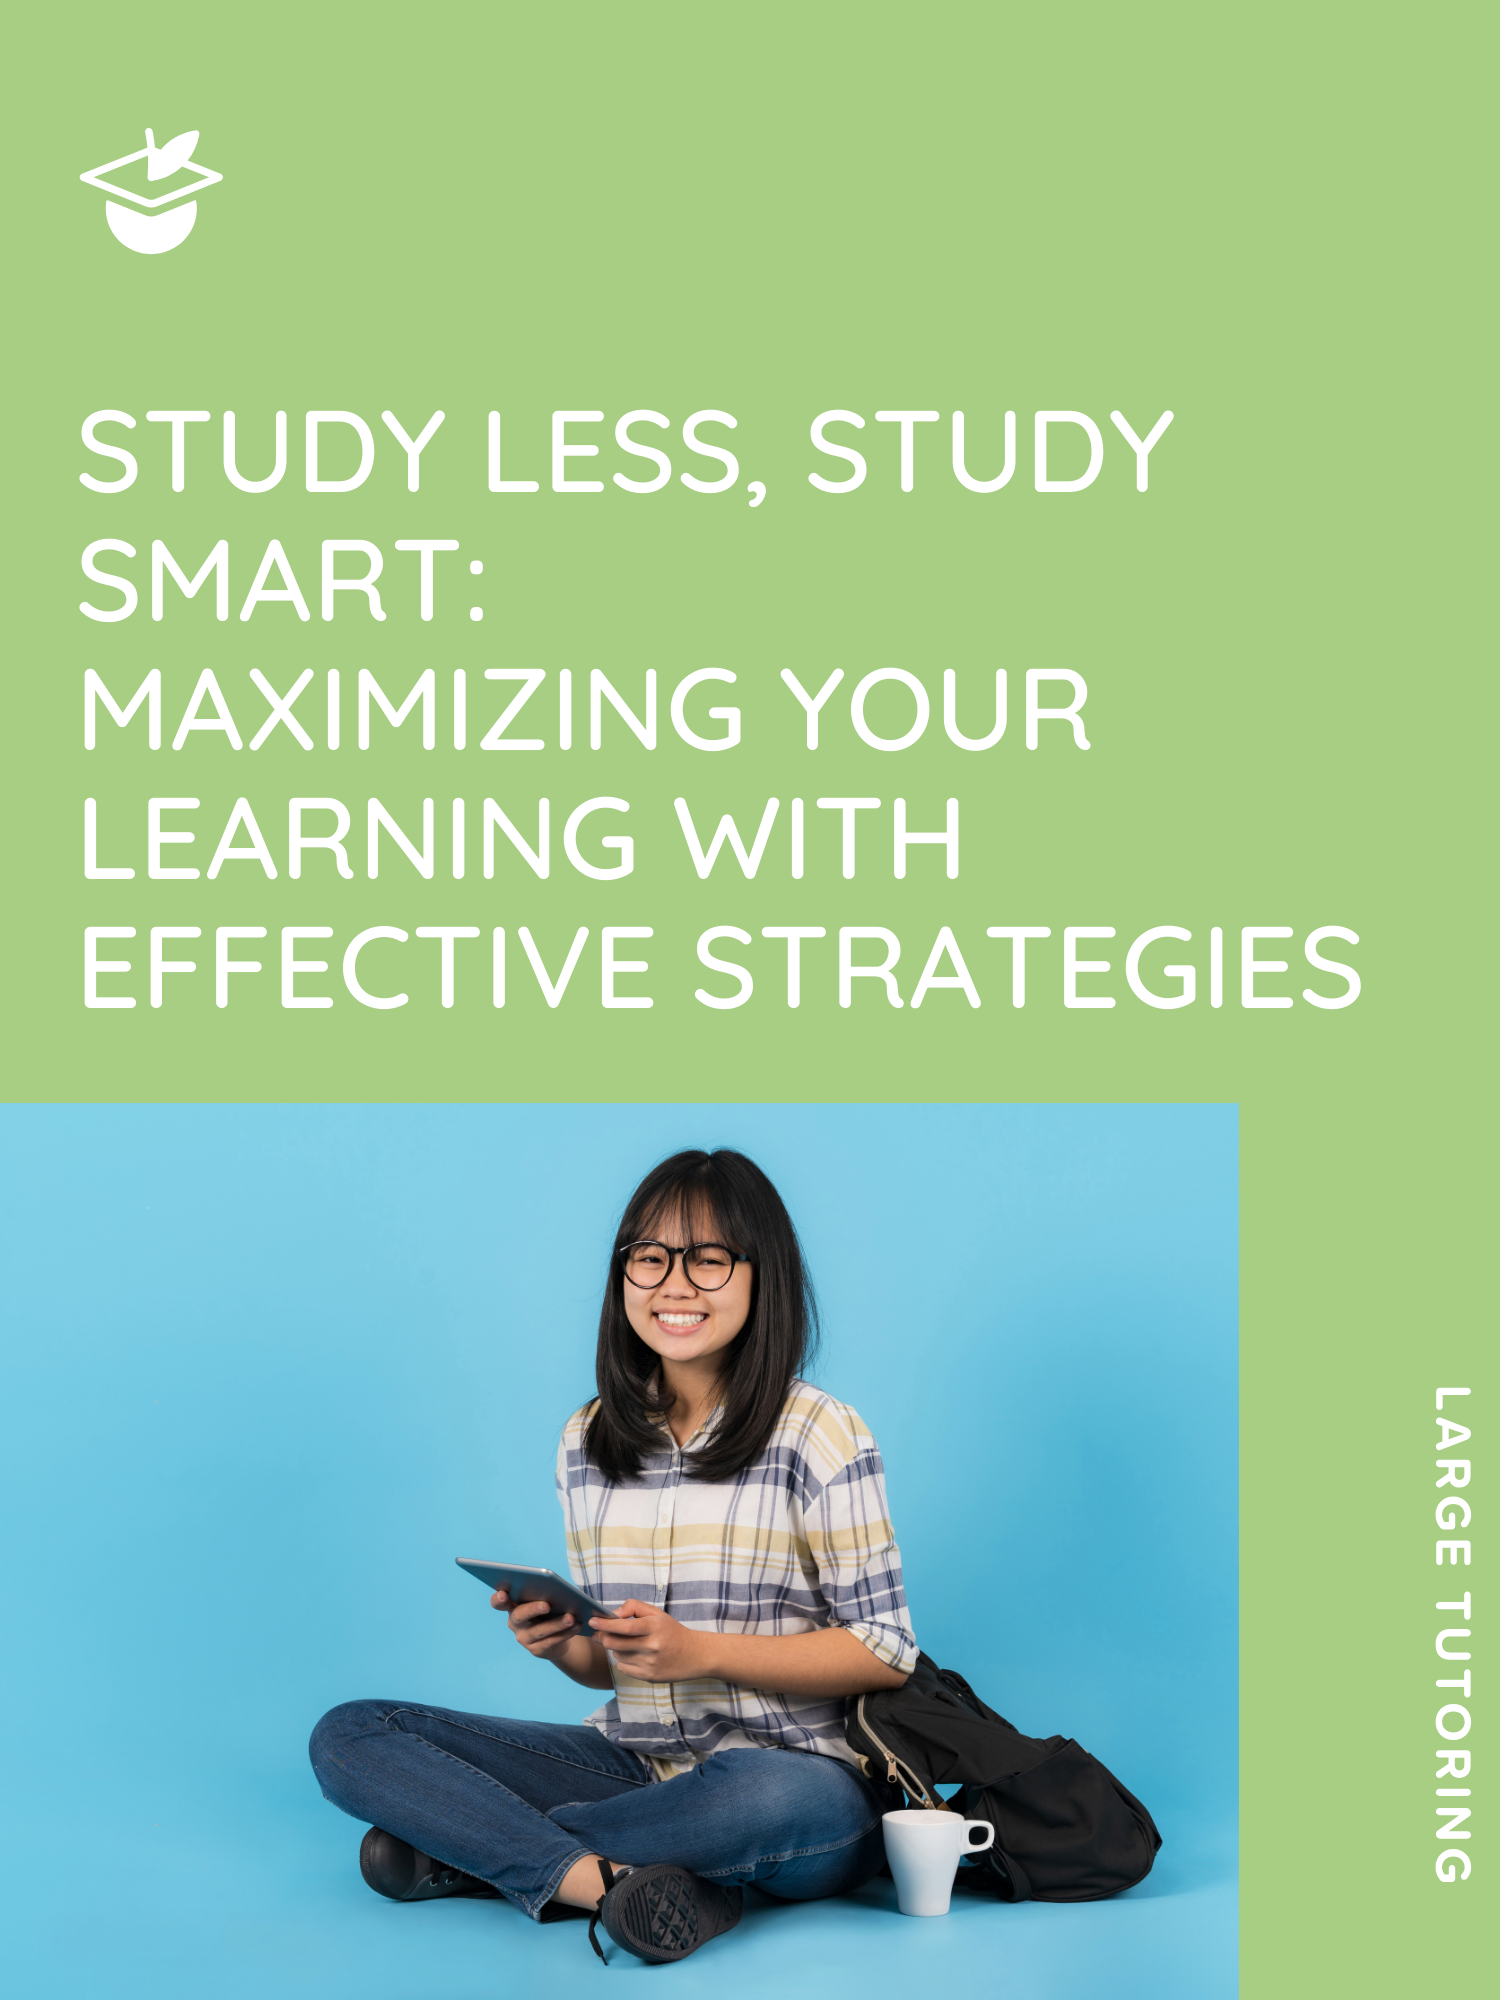 STUDY LESS, STUDY
SMART:
MAXIMIZING YOUR
LEARNING WITH
EFFECTIVE STRATEGIES
LARGE TUTORING